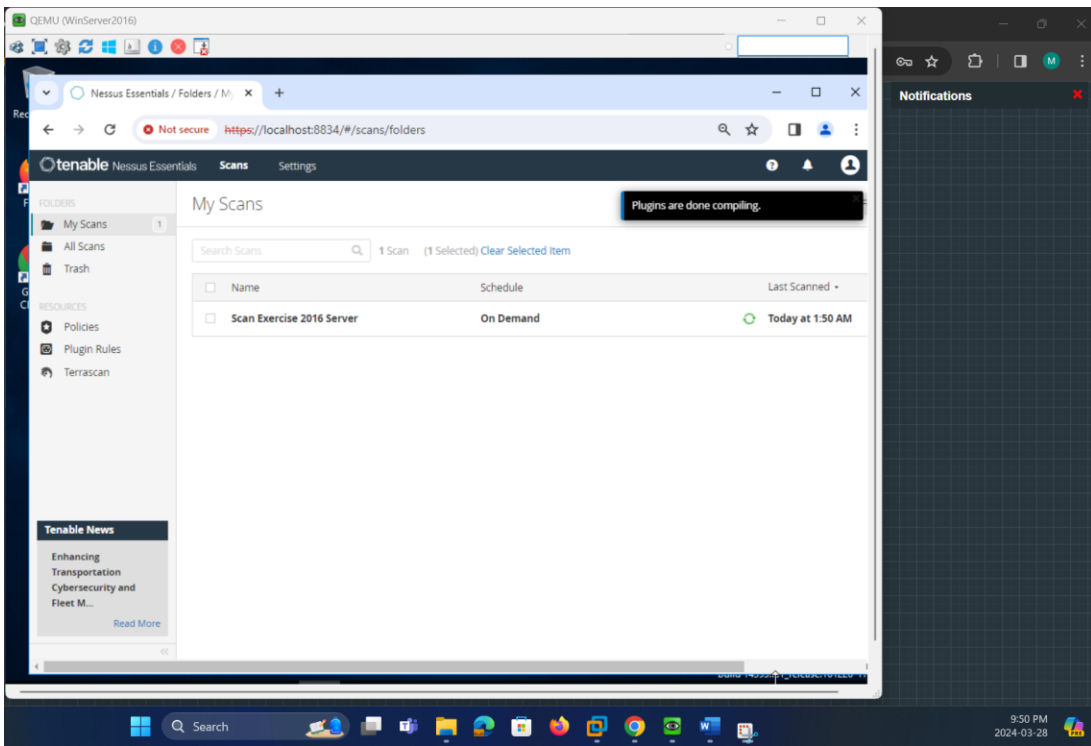 QEMU (WinServer2016)
Nessus Essentials / Folders / My
Not secure https://localhost:8834/#/scans/folders
M
Notifications
tenable Nessus Essentials Scans Settings
FOLDERS
My Scans 1
All Scans
Trash
RESOURCES
Policies
Plugin Rules
Terrascan
My Scans
Plugins are done compiling.
Search Scans 1 Scan (1 Selected) Clear Selected Item
Name Schedule Last Scanned
Scan Exercise 2016 Server On Demand Today at 1:50 AM
Tenable News
Enhancing
Transportation
Cybersecurity and
Fleet M...
Read More
Search
9:50 PM
2024-03-28